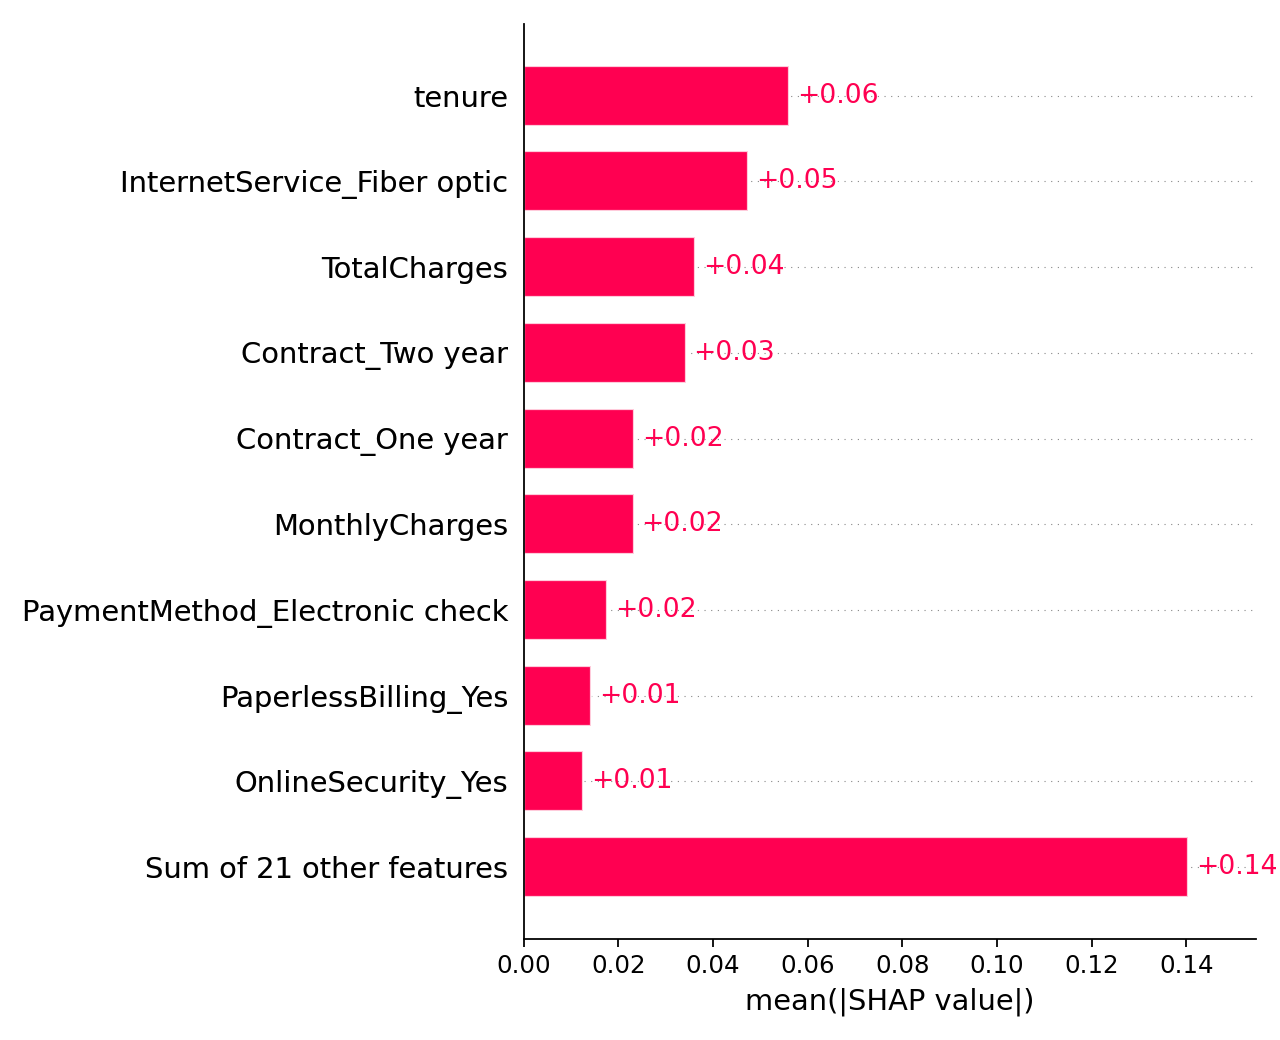 tenure +0.06
InternetService_Fiber optic +0.05
TotalCharges +0.04
Contract_Two year +0.03
Contract_One year +0.02
MonthlyCharges +0.02
PaymentMethod_Electronic check +0.02
PaperlessBilling_Yes +0.01
OnlineSecurity_Yes +0.01
Sum of 21 other features +0.14
0.00 0.02 0.04 0.06 0.08 0.10 0.12 0.14
mean(|SHAP value|)